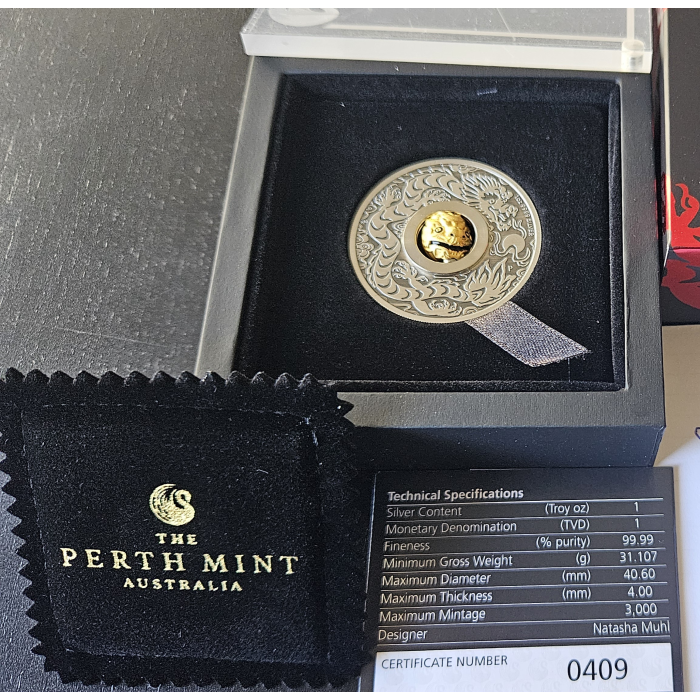 THE
PERTH MINT
AUSTRALIA
Technical Specifications
Silver Content (Troy oz) 1
Monetary Denomination (TVD) 1
Fineness (% purity) 99.99
Minimum Gross Weight (g) 31.107
Maximum Diameter (mm) 40.60
Maximum Thickness (mm) 4.00
Maximum Mintage 3,000
Designer Natasha Muhl
CERTIFICATE NUMBER 0409